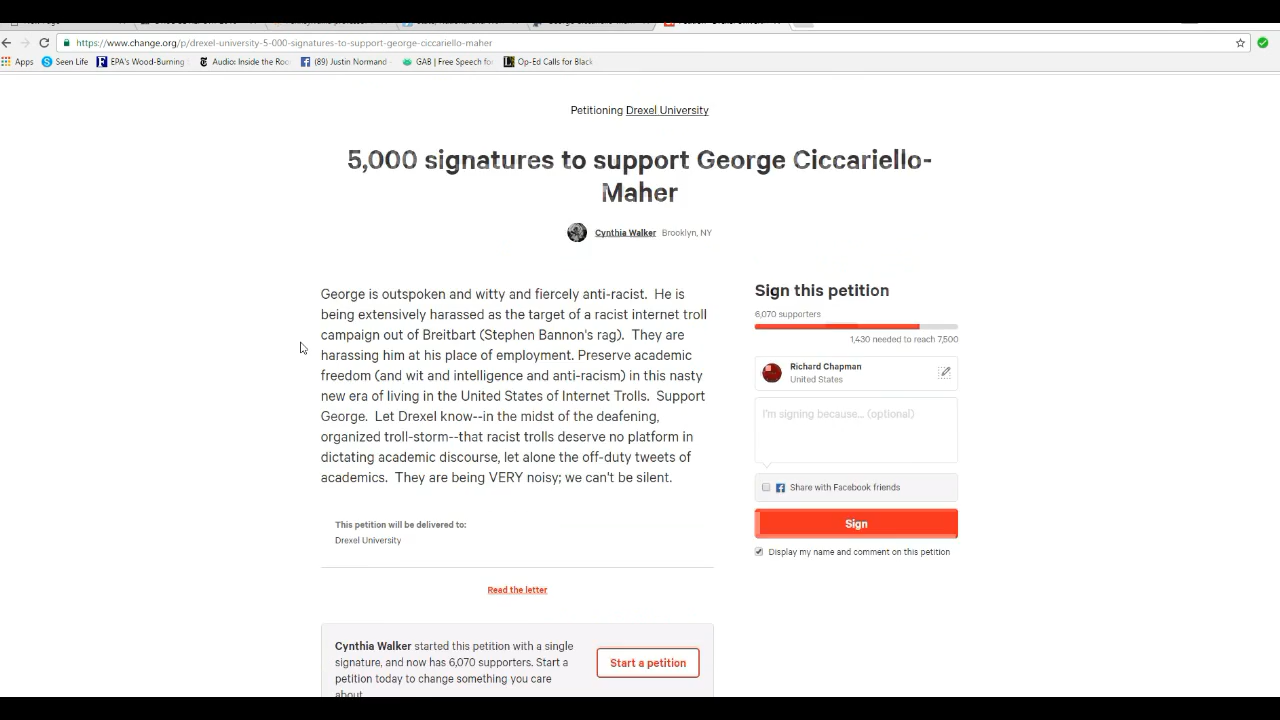 https://www.change.org/p/drexel-university-5-000-signatures-to-support-george-ciccariello-maher
Apps Seen Life EPA's Wood-Burning Audio: Inside the Roo (89) Justin Normand GAB | Free Speech fo Op-Ed Calls for Black
Petitioning Drexel University
5,000 signatures to support George Ciccariello-
Maher
Cynthia Walker Brooklyn, NY
George is outspoken and witty and fiercely anti-racist. He is
being extensively harassed as the target of a racist internet troll
campaign out of Breitbart (Stephen Bannon's rag). They are
harassing him at his place of employment. Preserve academic
freedom (and wit and intelligence and anti-racism) in this nasty
new era of living in the United States of Internet Trolls. Support
George. Let Drexel know--in the midst of the deafening,
organized troll-storm--that racist trolls deserve no platform in
dictating academic discourse, let alone the off-duty tweets of
academics. They are being VERY noisy; we can't be silent.
This petition will be delivered to:
Drexel University
Read the letter
Cynthia Walker started this petition with a single
signature, and now has 6,070 supporters. Start a
petition today to change something you care
about.
Start a petition
Sign this petition
6,070 supporters
1,430 needed to reach 7,500
Richard Chapman
United States
I'm signing because... (optional)
Share with Facebook friends
Sign
Display my name and comment on this petition